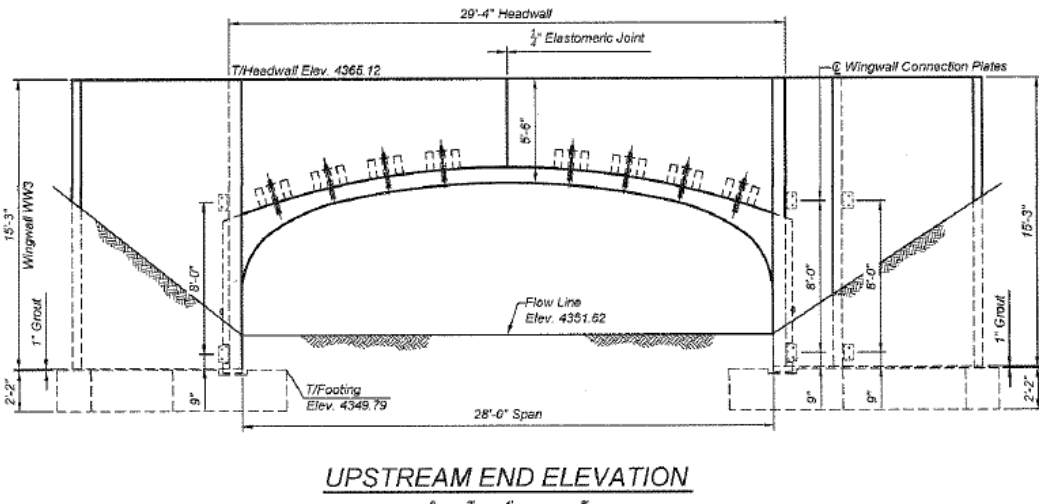 29'-4" Headwall
1/4" Elastomeric Joint
T/Headwall Elev. 4365.12
℄ Wingwall Connection Plates
5'-6"
15'-3"
Wingwall WW3
8'-0"
1" Grout
Flow Line
Elev. 4351.62
8'-0"
8'-0"
15'-3"
1" Grout
2'-2"
9"
T/Footing
Elev. 4349.79
28'-0" Span
9"
9"
2'-2"
UPSTREAM END ELEVATION